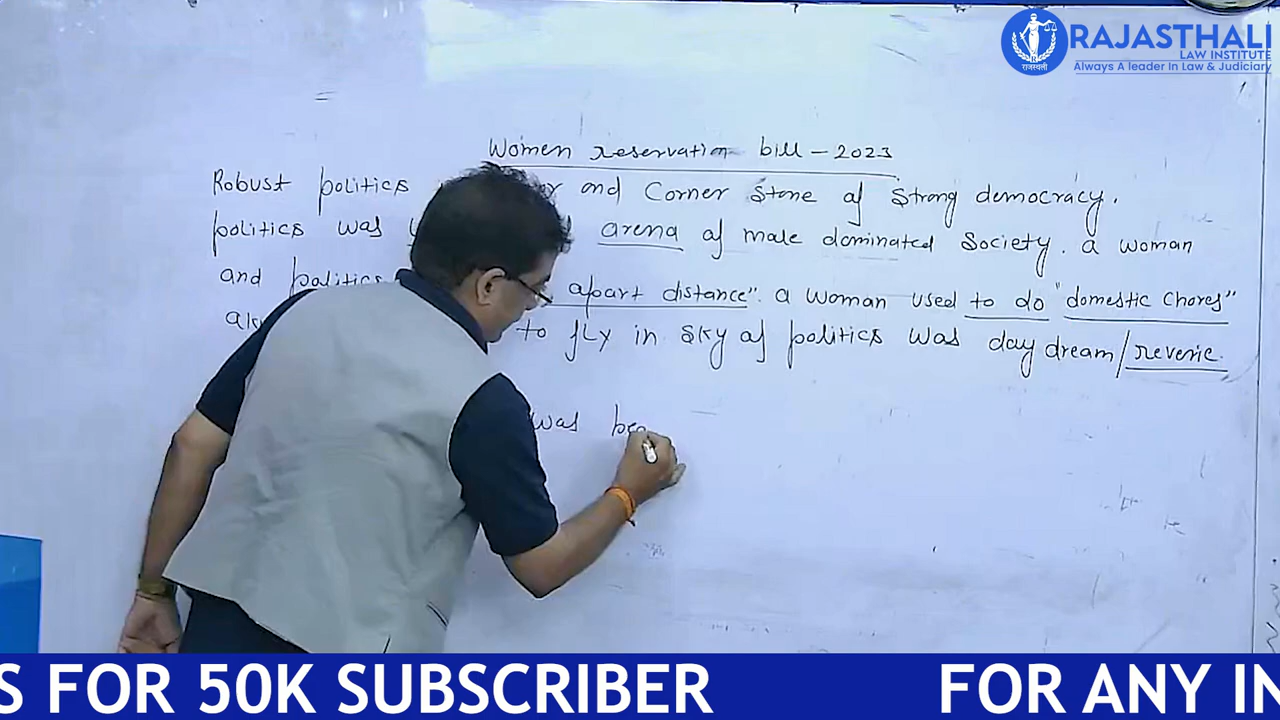 RAJASTHALI
LAW INSTITUTE
Always A leader In Law & Judiciary
राजस्थली
Women reservation bill - 2023
Robust politics and Corner stone of strong democracy.
politics was arena of male dominated society. a woman
and politics apart distance". a woman used to do "domestic chores"
to fly in sky of politics was day dream/reverie.
was
S FOR 50K SUBSCRIBER
FOR ANY IN